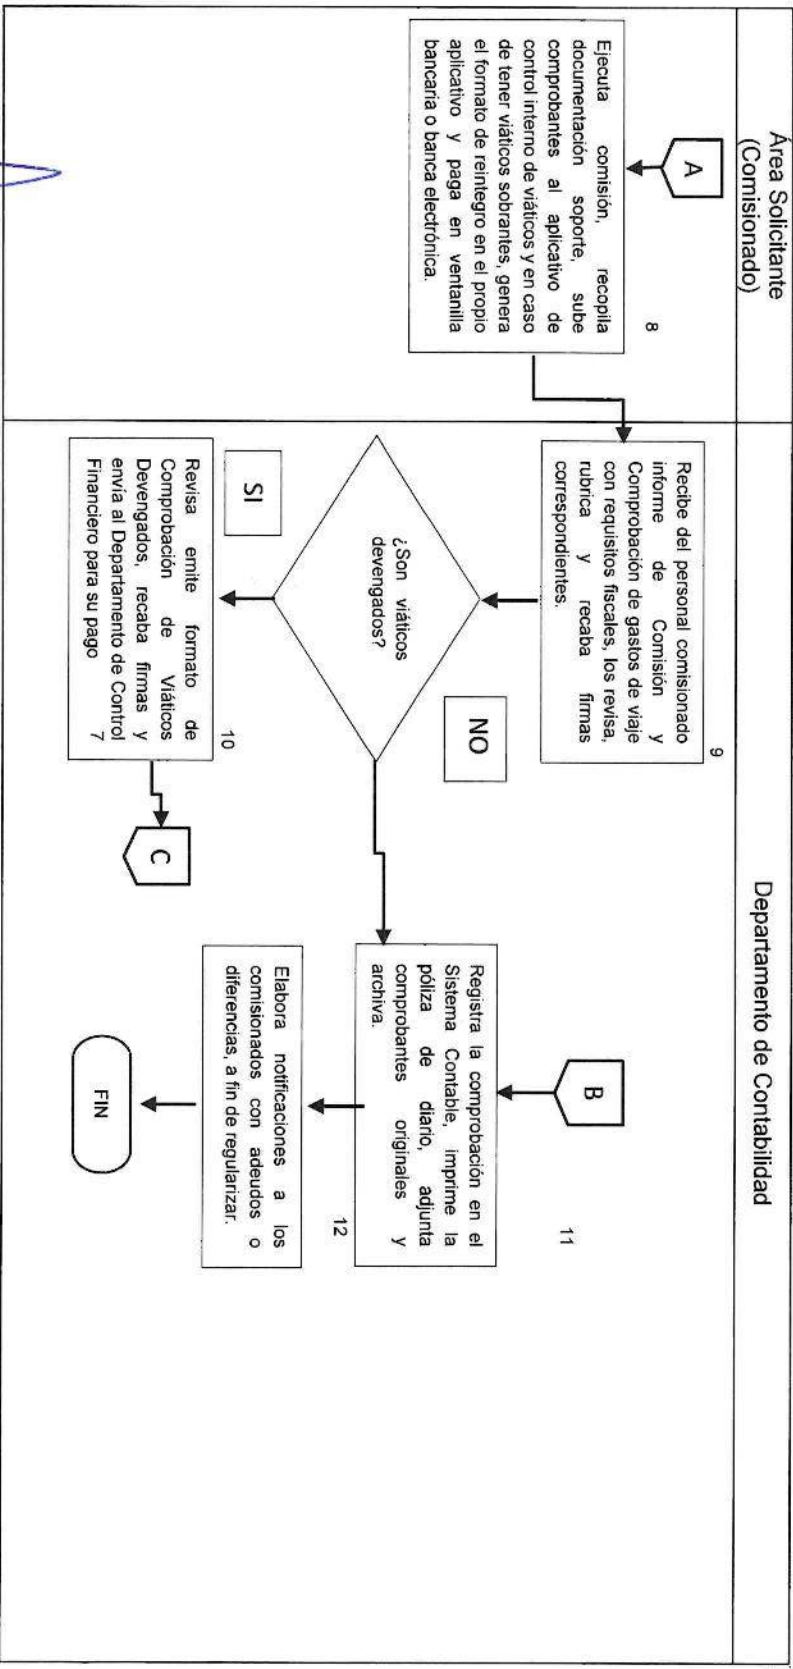 Área Solicitante
(Comisionado)
Departamento de Contabilidad
A
8
Ejecuta comisión, recopila
documentación soporte, sube
comprobantes al aplicativo de
control interno de viáticos y en caso
de tener viáticos sobrantes, genera
el formato de reintegro en el propio
aplicativo y paga en ventanilla
bancaria o banca electrónica.
9
Recibe del personal comisionado
informe de Comisión y
Comprobación de gastos de viaje
con requisitos fiscales, los revisa,
rubrica y recaba firmas
correspondientes.
¿Son viáticos
devengados?
NO
SI
10
Revisa emite formato de
Comprobación de Viáticos
Devengados, recaba firmas y
envía al Departamento de Control
Financiero para su pago
7
C
B
11
Registra la comprobación en el
Sistema Contable, imprime la
póliza de diario, adjunta
comprobantes originales y
archiva.
12
Elabora notificaciones a los
comisionados con adeudos o
diferencias, a fin de regularizar.
FIN